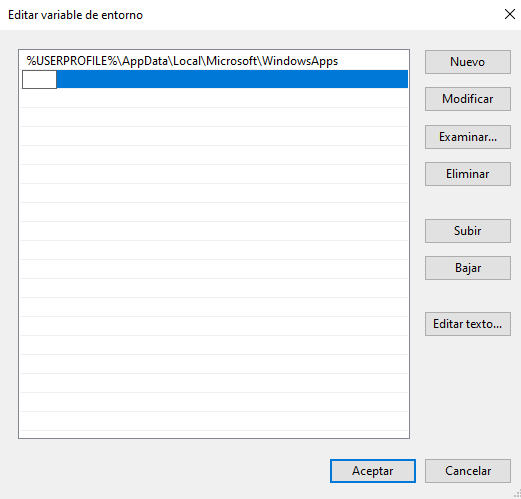 Editar variable de entorno
%USERPROFILE%\AppData\Local\Microsoft\WindowsApps
Nuevo
Modificar
Examinar...
Eliminar
Subir
Bajar
Editar texto...
Aceptar
Cancelar